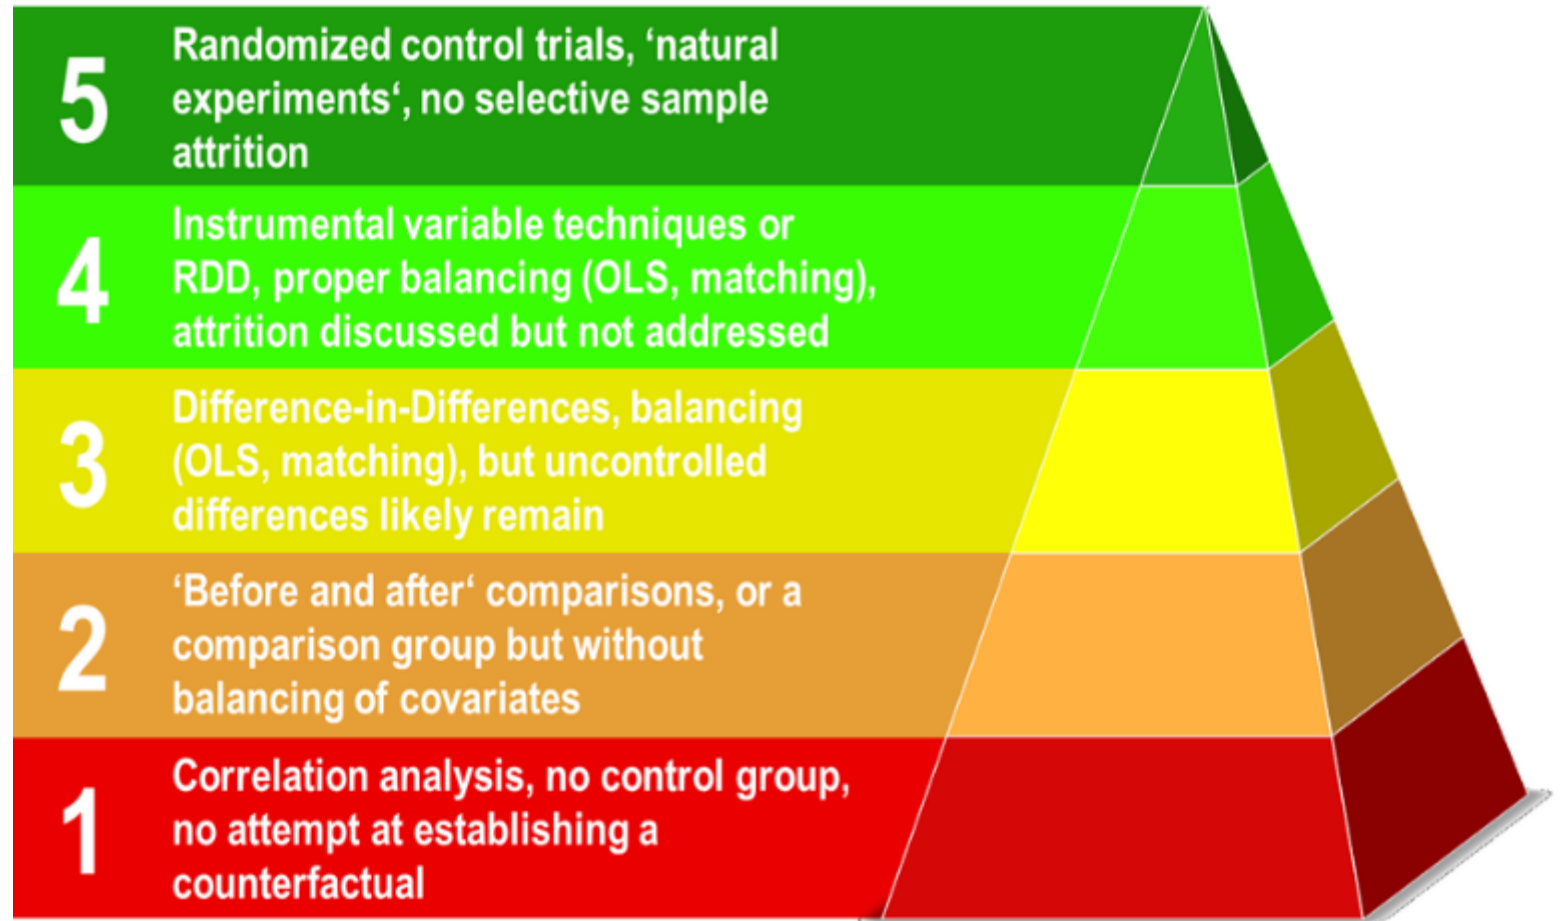 5
Randomized control trials, ‘natural
experiments‘, no selective sample
attrition
4
Instrumental variable techniques or
RDD, proper balancing (OLS, matching),
attrition discussed but not addressed
3
Difference-in-Differences, balancing
(OLS, matching), but uncontrolled
differences likely remain
2
‘Before and after‘ comparisons, or a
comparison group but without
balancing of covariates
1
Correlation analysis, no control group,
no attempt at establishing a
counterfactual